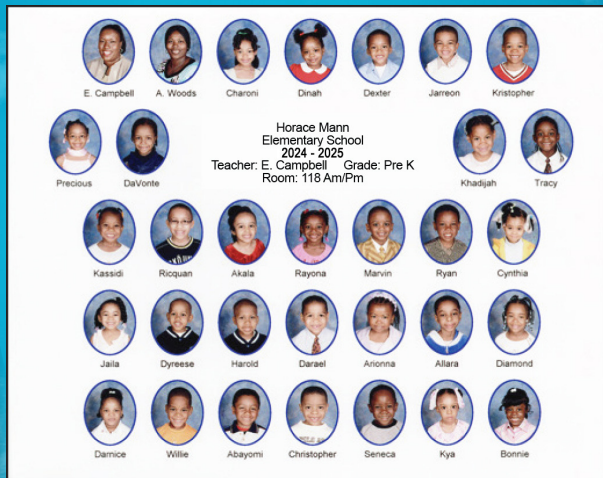 E. Campbell A. Woods Charoni Dinah Dexter Jarreon Kristopher
Horace Mann
Elementary School
2024 - 2025
Teacher: E. Campbell Grade: Pre K
Room: 118 Am/Pm
Precious DaVonte Khadijah Tracy
Kassidi Ricquan Akala Rayona Marvin Ryan Cynthia
Jaila Dyreese Harold Darael Arionna Allara Diamond
Darnice Willie Abayomi Christopher Seneca Kya Bonnie